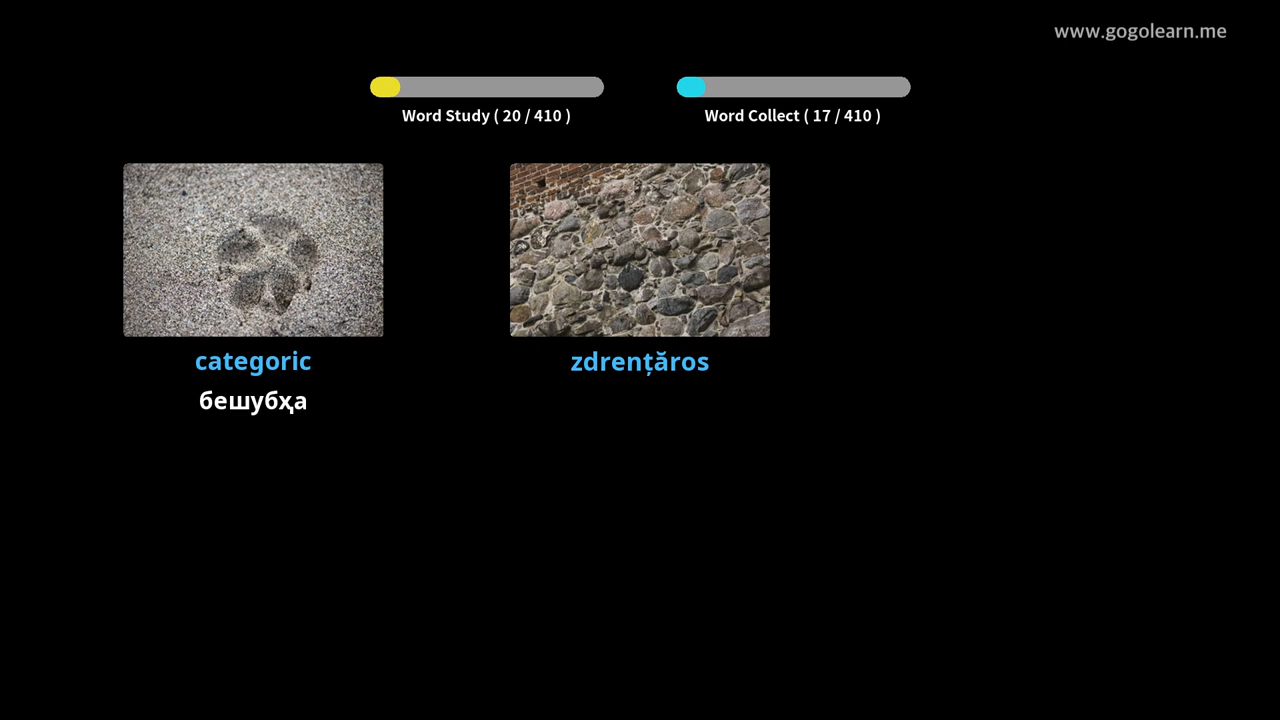 www.gogolearn.me
Word Study ( 20 / 410 )
Word Collect ( 17 / 410 )
categoric
бешубҳа
zdrențăros